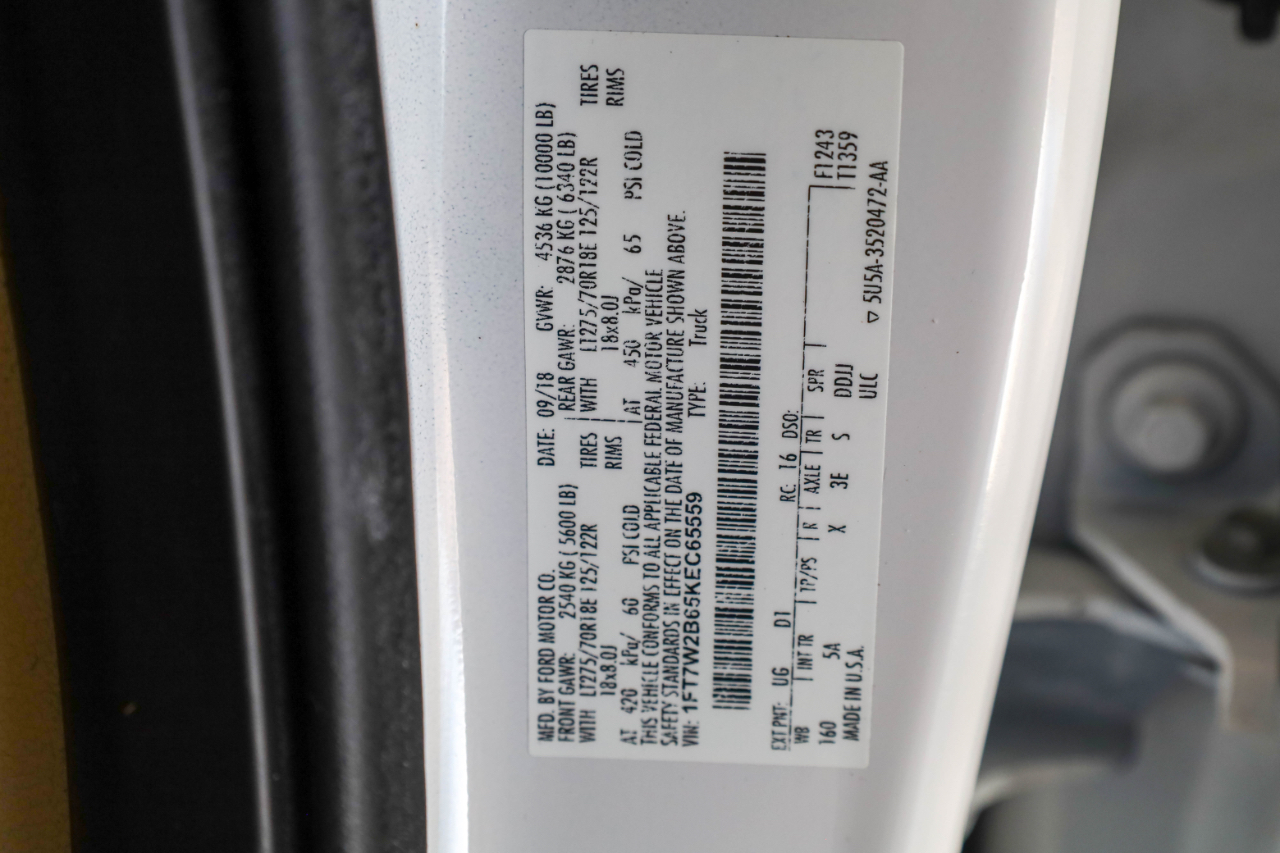 MFD. BY FORD MOTOR CO. DATE: 09/18 GVWR: 4536 KG (10000 LB)
FRONT GAWR: 2540 KG ( 5600 LB) REAR GAWR: 2876 KG ( 6340 LB)
WITH LT275/70R18E 125/122R TIRES WITH LT275/70R18E 125/122R TIRES
18x8.0J RIMS 18x8.0J RIMS
AT 420 kPa/ 60 PSI COLD AT 450 kPa/ 65 PSI COLD
THIS VEHICLE CONFORMS TO ALL APPLICABLE FEDERAL MOTOR VEHICLE
SAFETY STANDARDS IN EFFECT ON THE DATE OF MANUFACTURE SHOWN ABOVE.
VIN: 1FT7W2B65KEC65559 TYPE: Truck
EXT PNT: UG D1 RC: 16 DSO:
WB INT TR TP/PS R AXLE TR SPR F1243
160 5A X 3E S DDJJ T1359
MADE IN U.S.A. ULC
▽ 5U5A-3520472-AA